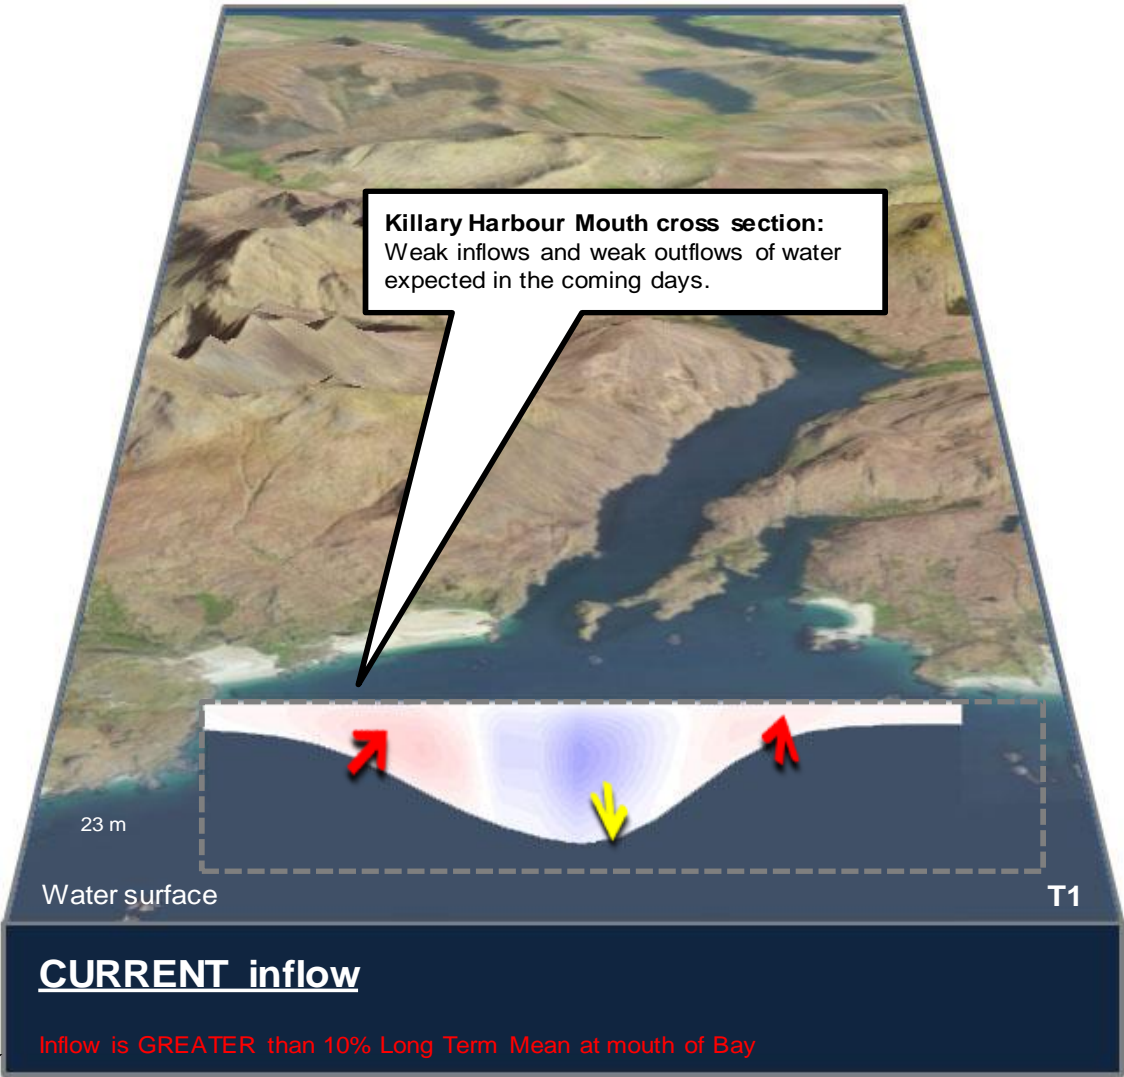 Killary Harbour Mouth cross section:
Weak inflows and weak outflows of water
expected in the coming days.
23 m
Water surface
T1
CURRENT inflow
Inflow is GREATER than 10% Long Term Mean at mouth of Bay